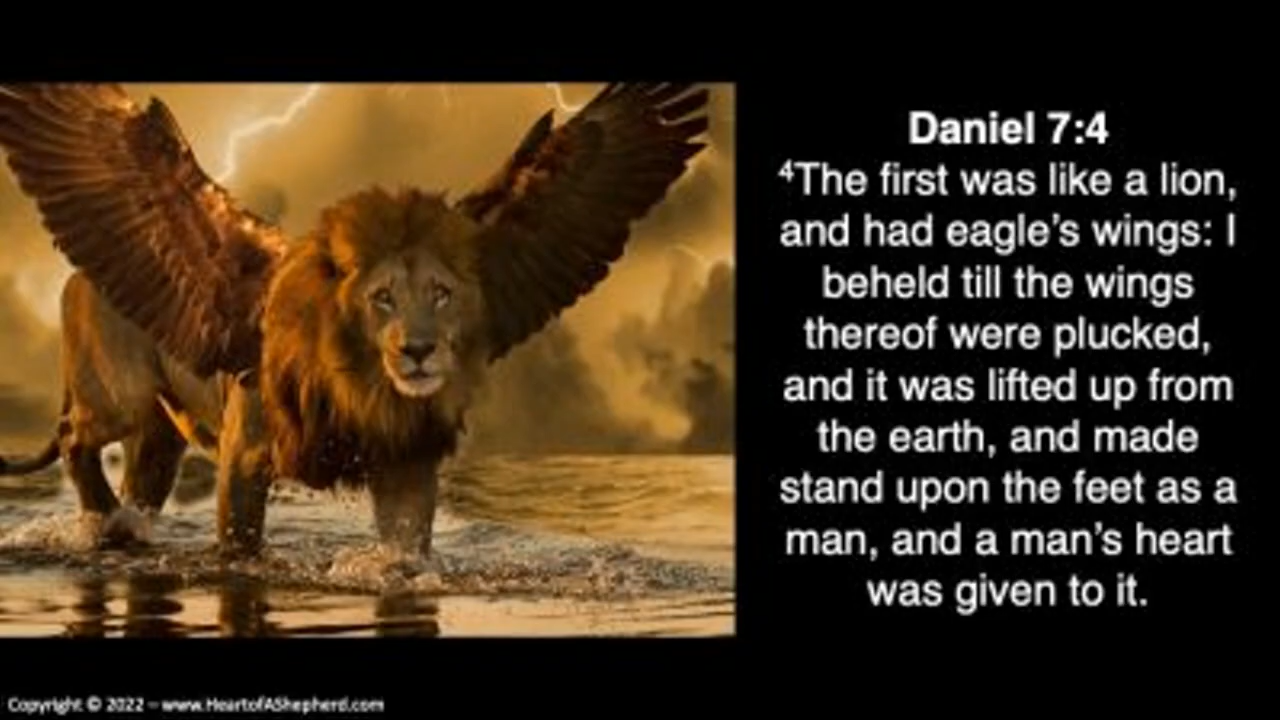 Daniel 7:4
⁴The first was like a lion,
and had eagle’s wings: I
beheld till the wings
thereof were plucked,
and it was lifted up from
the earth, and made
stand upon the feet as a
man, and a man’s heart
was given to it.
Copyright © 2022 – www.HeartofAShepherd.com